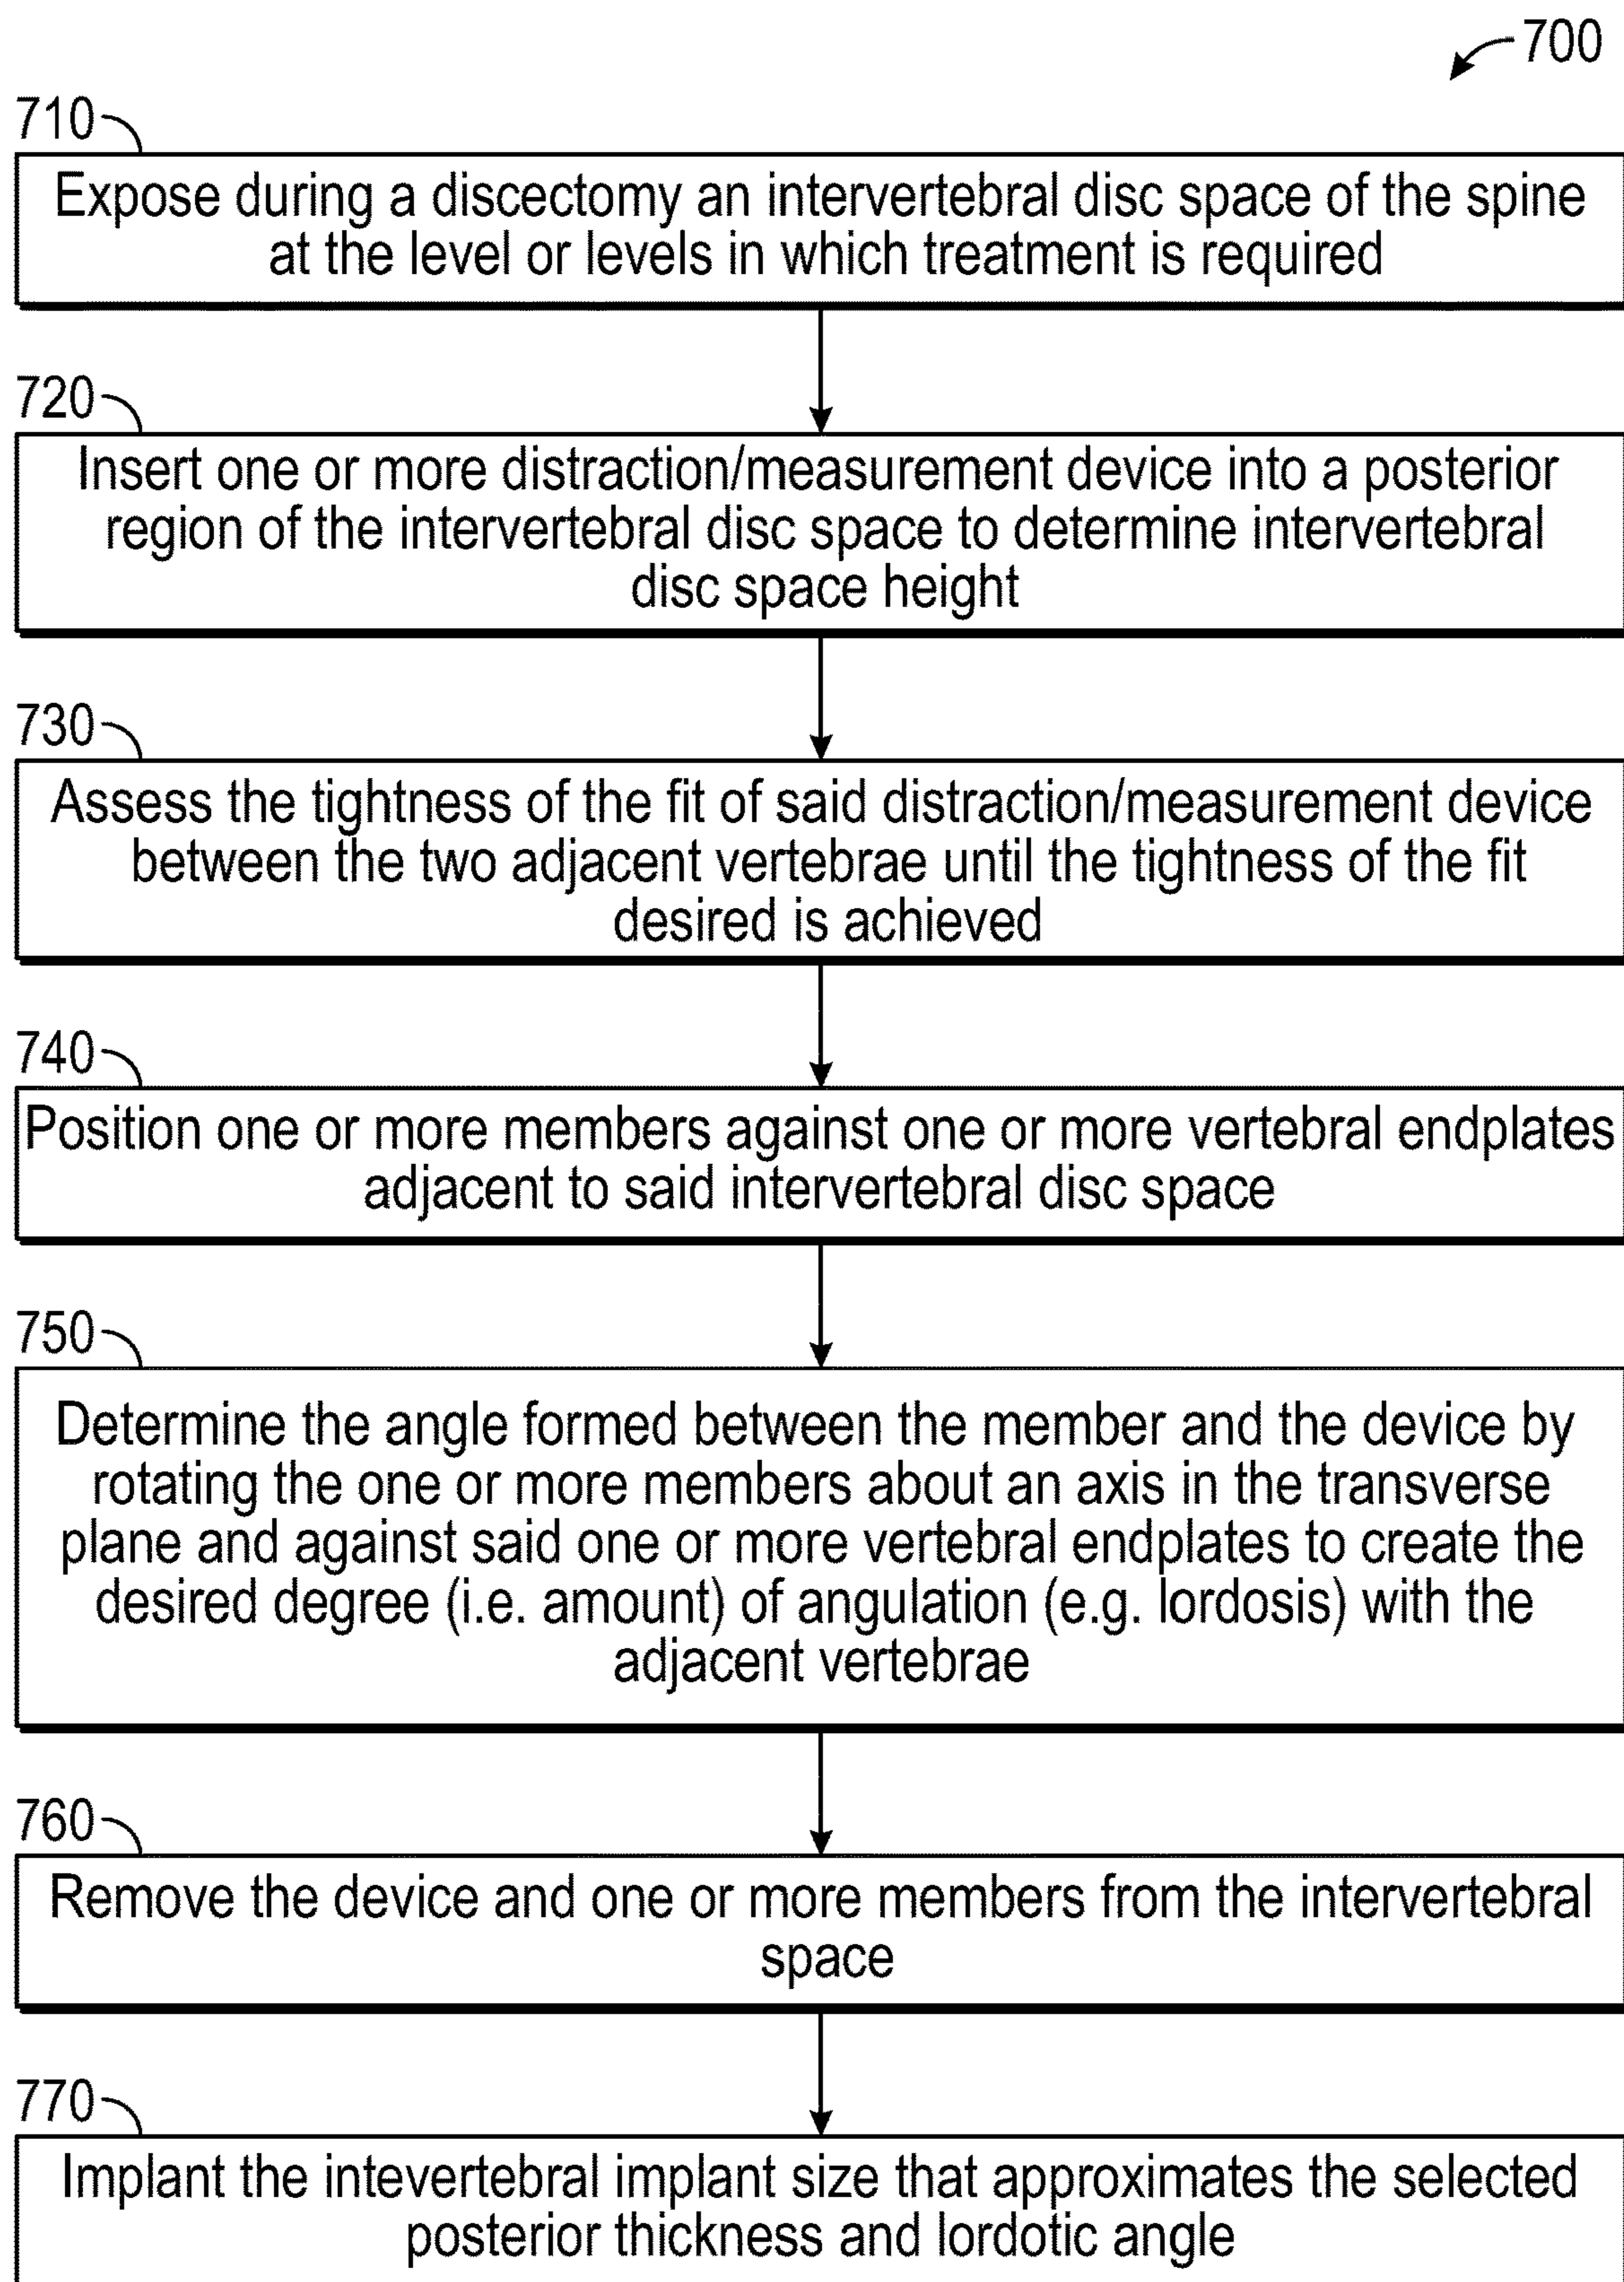 700
710
Expose during a discectomy an intervertebral disc space of the spine
at the level or levels in which treatment is required
720
Insert one or more distraction/measurement device into a posterior
region of the intervertebral disc space to determine intervertebral
disc space height
730
Assess the tightness of the fit of said distraction/measurement device
between the two adjacent vertebrae until the tightness of the fit
desired is achieved
740
Position one or more members against one or more vertebral endplates
adjacent to said intervertebral disc space
750
Determine the angle formed between the member and the device by
rotating the one or more members about an axis in the transverse
plane and against said one or more vertebral endplates to create the
desired degree (i.e. amount) of angulation (e.g. lordosis) with the
adjacent vertebrae
760
Remove the device and one or more members from the intervertebral
space
770
Implant the intevertebral implant size that approximates the selected
posterior thickness and lordotic angle